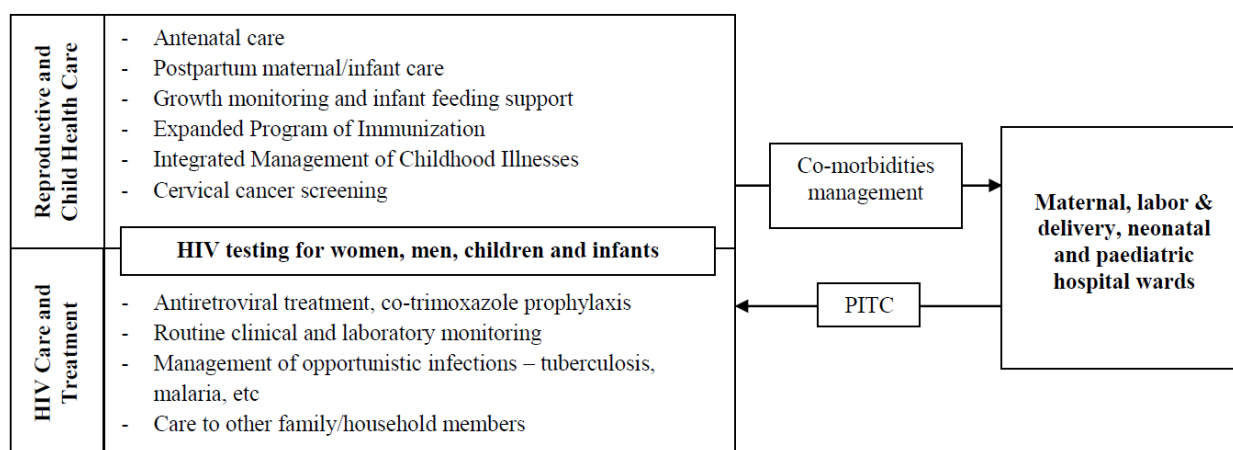 Reproductive and
Child Health Care
- Antenatal care
- Postpartum maternal/infant care
- Growth monitoring and infant feeding support
- Expanded Program of Immunization
- Integrated Management of Childhood Illnesses
- Cervical cancer screening
HIV testing for women, men, children and infants
HIV Care and
Treatment
- Antiretroviral treatment, co-trimoxazole prophylaxis
- Routine clinical and laboratory monitoring
- Management of opportunistic infections – tuberculosis,
malaria, etc
- Care to other family/household members
Co-morbidities
management
PITC
Maternal, labor &
delivery, neonatal
and paediatric
hospital wards